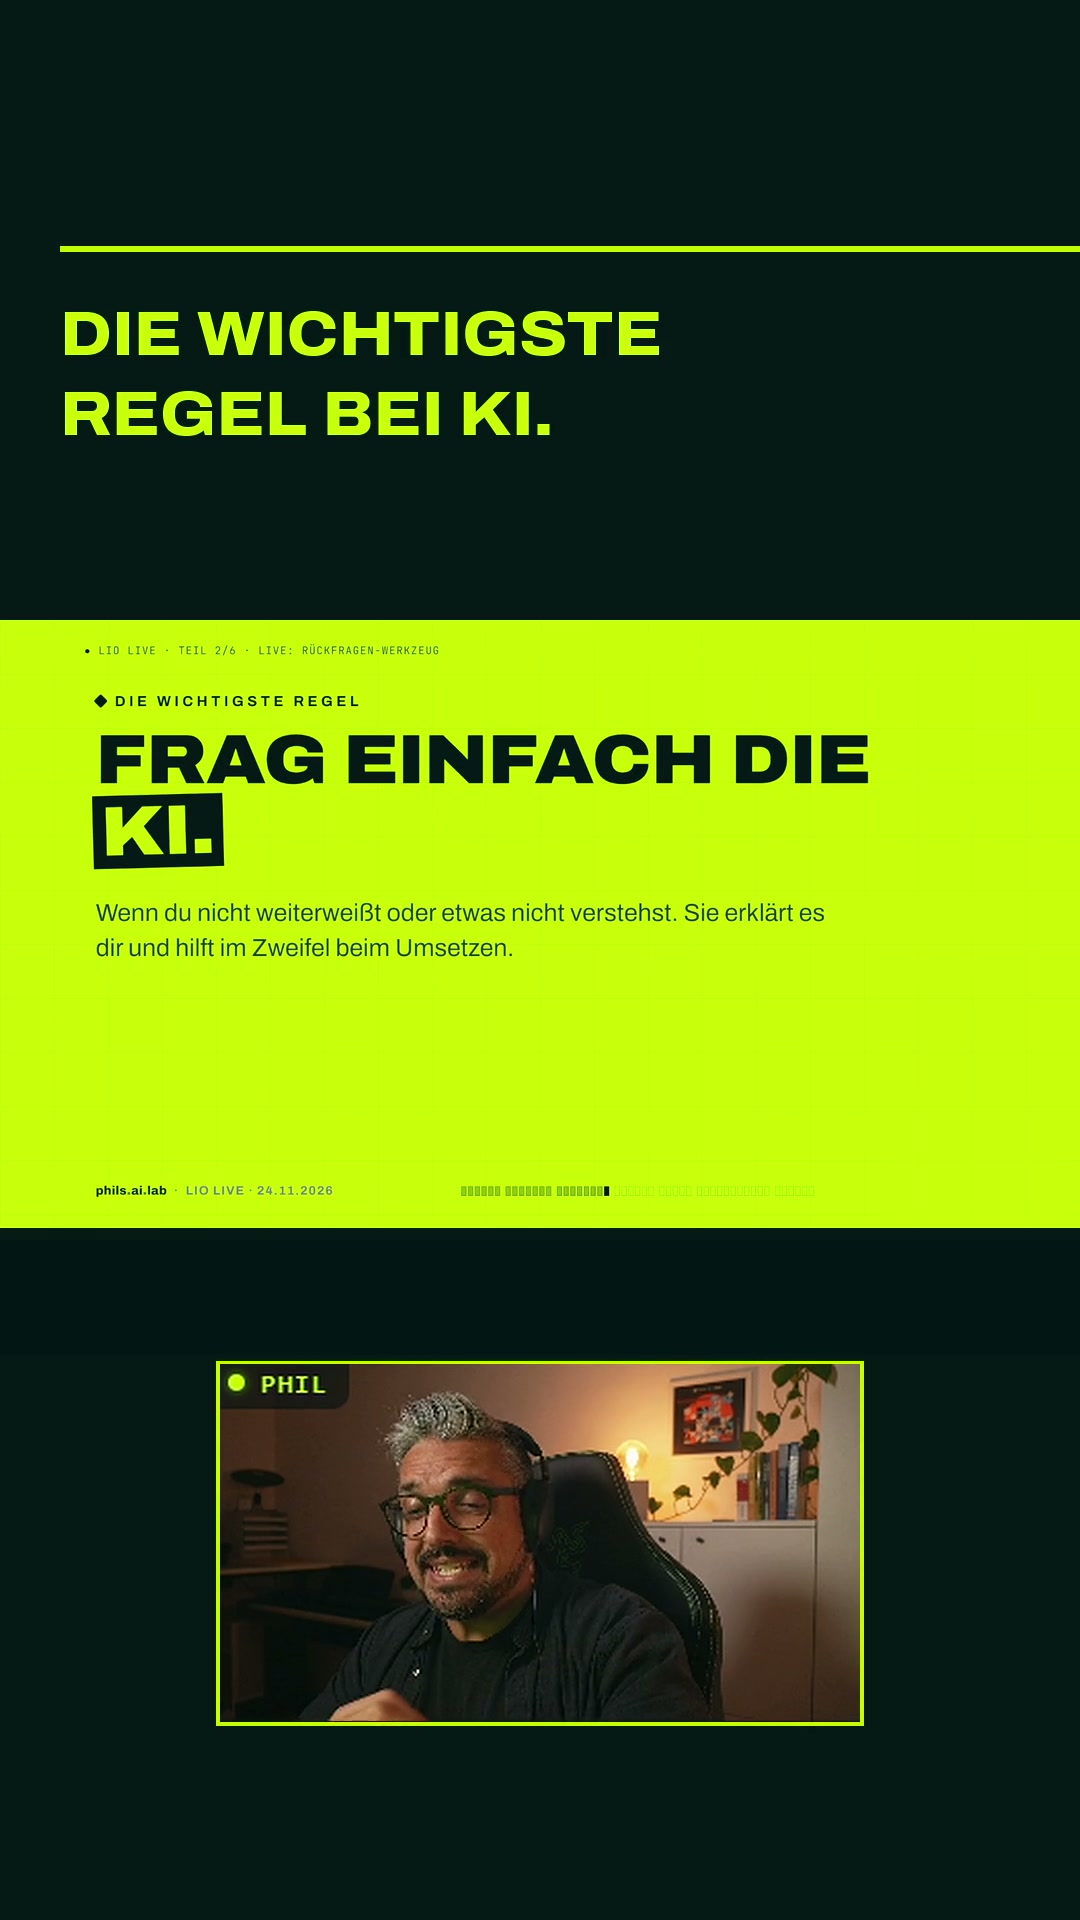 DIE WICHTIGSTE
REGEL BEI KI.
• LIO LIVE · TEIL 2/6 · LIVE: RÜCKFRAGEN-WERKZEUG
◆ DIE WICHTIGSTE REGEL
FRAG EINFACH DIE
KI.
Wenn du nicht weiterweißt oder etwas nicht verstehst. Sie erklärt es
dir und hilft im Zweifel beim Umsetzen.
phils.ai.lab · LIO LIVE · 24.11.2026
PHIL